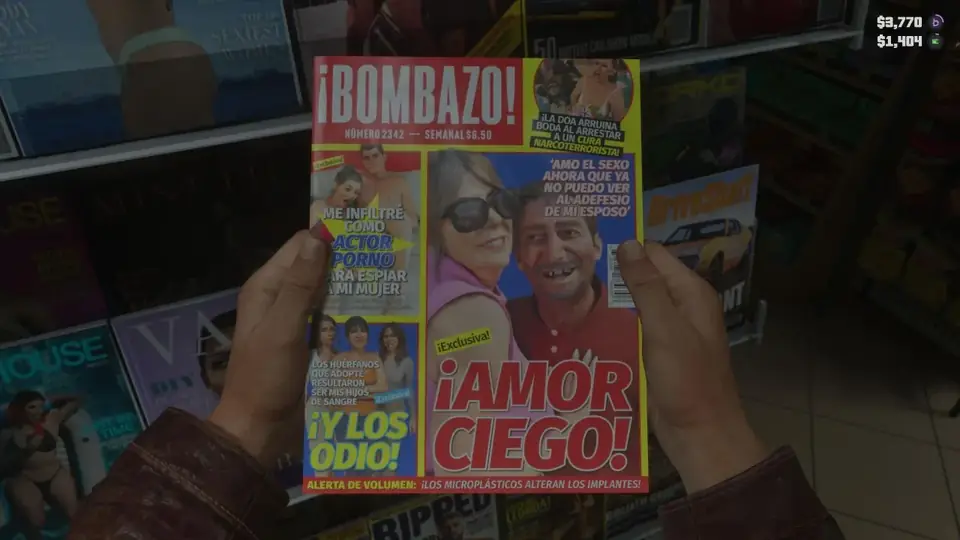 $3,770
$1,404
¡BOMBAZO!
NÚMERO 2342 — SEMANAL $6.50
¡LA DOA ARRUINA
BODA AL ARRESTAR
A UN CURA
NARCOTERRORISTA!
¡Exclusiva!
ME INFILTRÉ
COMO
ACTOR
PORNO
PARA ESPIAR
A MI MUJER
'AMO EL SEXO
AHORA QUE YA
NO PUEDO VER
AL ADEFESIO
DE MI ESPOSO'
LOS HUÉRFANOS
QUE ADOPTÉ
RESULTARON
SER MIS HIJOS
DE SANGRE
¡Y LOS
ODIO!
¡Exclusiva!
¡AMOR
CIEGO!
ALERTA DE VOLUMEN: ¡LOS MICROPLÁSTICOS ALTERAN LOS IMPLANTES!
HOUSE
VA
RIPPED